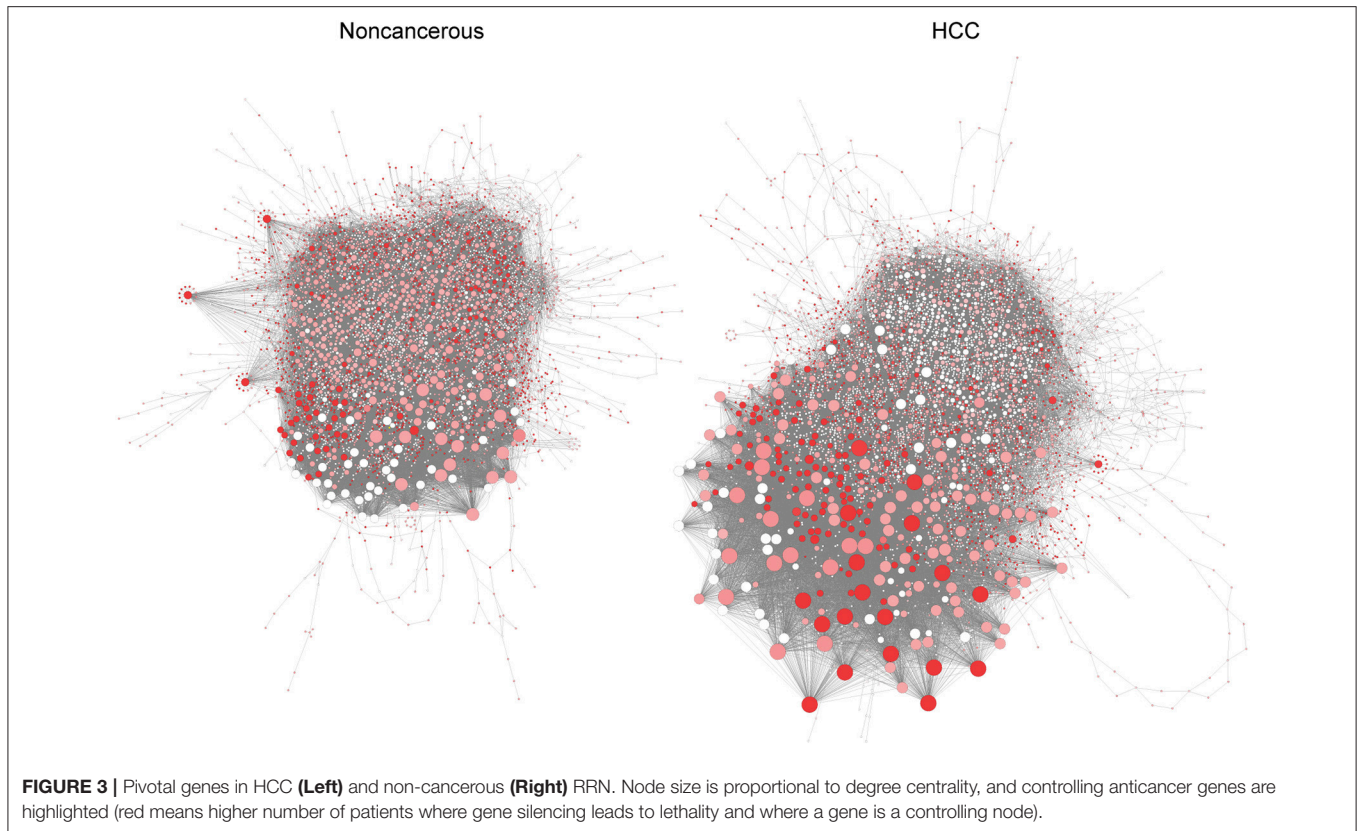 Noncancerous
HCC
FIGURE 3 | Pivotal genes in HCC (Left) and non-cancerous (Right) RRN. Node size is proportional to degree centrality, and controlling anticancer genes are
highlighted (red means higher number of patients where gene silencing leads to lethality and where a gene is a controlling node).